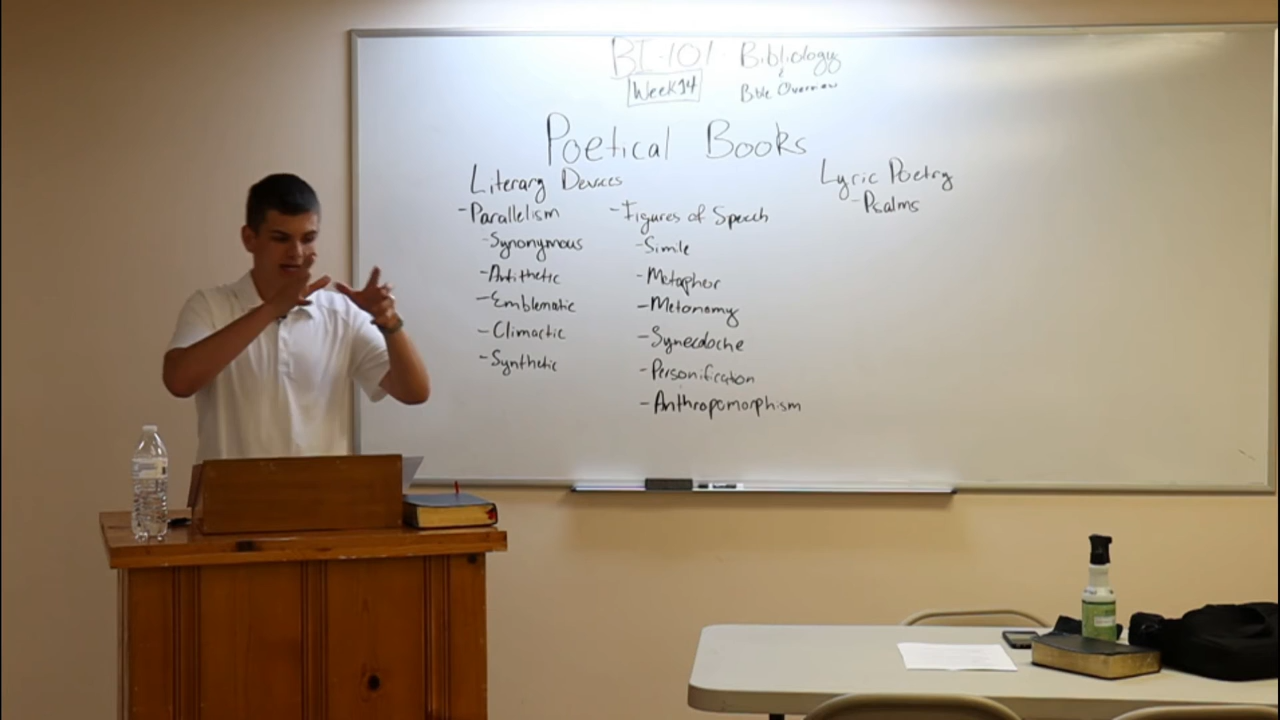 BI-101 Bibliology
&
Week 14 Bible Overview
Poetical Books
Literary Devices
-Parallelism
-Synonymous
-Antithetic
-Emblematic
-Climactic
-Synthetic
-Figures of Speech
-Simile
-Metaphor
-Metonomy
-Synecdoche
-Personification
-Anthropomorphism
Lyric Poetry
-Psalms